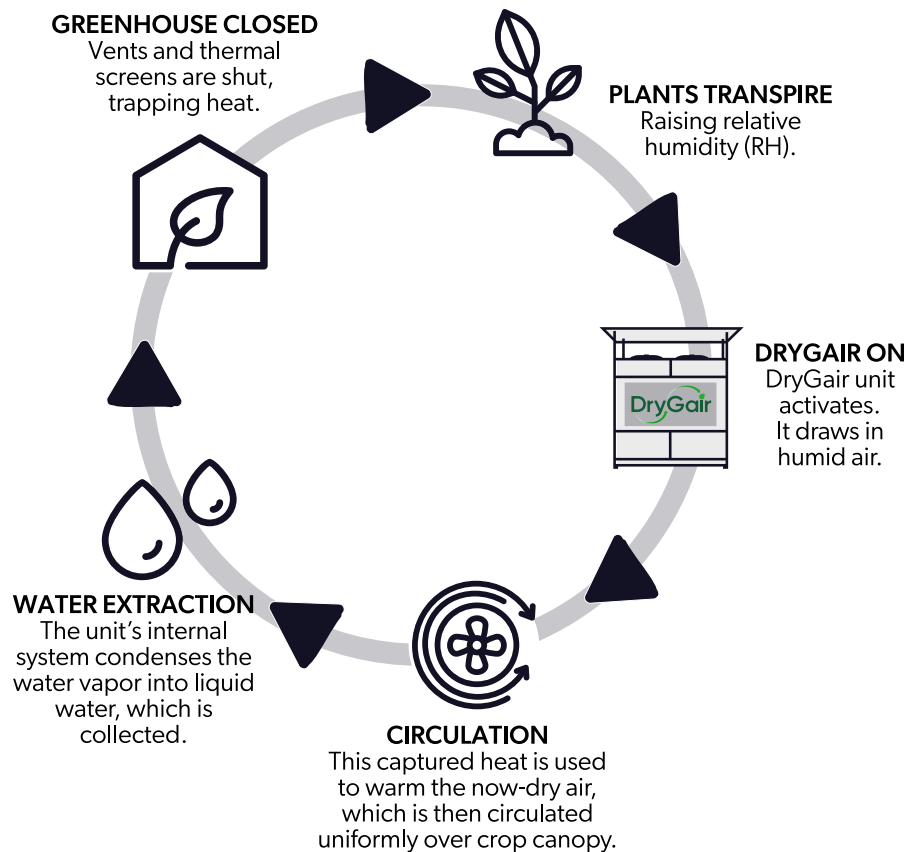 GREENHOUSE CLOSED
Vents and thermal
screens are shut,
trapping heat.
PLANTS TRANSPIRE
Raising relative
humidity (RH).
DryGair
DRYGAIR ON
DryGair unit
activates.
It draws in
humid air.
CIRCULATION
This captured heat is used
to warm the now-dry air,
which is then circulated
uniformly over crop canopy.
WATER EXTRACTION
The unit’s internal
system condenses the
water vapor into liquid
water, which is
collected.